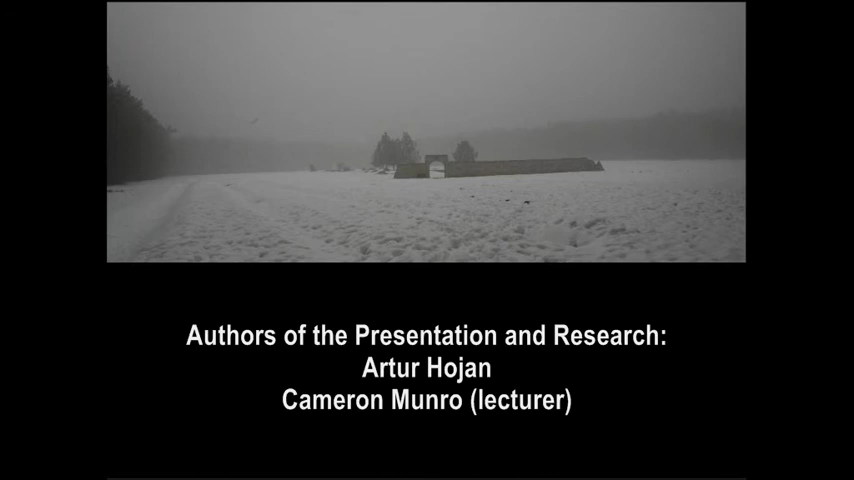 Authors of the Presentation and Research:
Artur Hojan
Cameron Munro (lecturer)